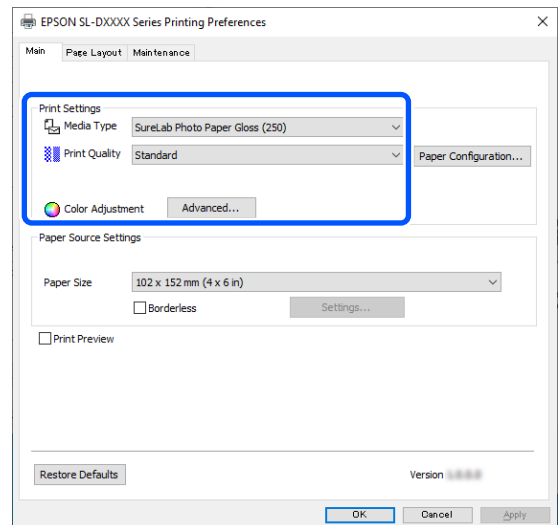 EPSON SL-DXXXX Series Printing Preferences
Main Page Layout Maintenance
Print Settings
Media Type SureLab Photo Paper Gloss (250)
Print Quality Standard Paper Configuration...
Color Adjustment Advanced...
Paper Source Settings
Paper Size 102 x 152 mm (4 x 6 in)
Borderless Settings...
Print Preview
Restore Defaults Version
OK Cancel Apply